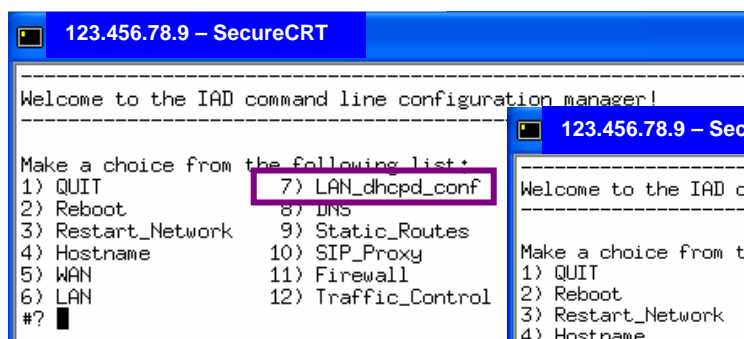 123.456.78.9 – SecureCRT
Welcome to the IAD command line configuration manager!
Make a choice from the following list:
1) QUIT 7) LAN_dhcpd_conf
2) Reboot 8) DNS
3) Restart_Network 9) Static_Routes
4) Hostname 10) SIP_Proxy
5) WAN 11) Firewall
6) LAN 12) Traffic_Control
#?
123.456.78.9 – Sec
Welcome to the IAD c
Make a choice from t
1) QUIT
2) Reboot
3) Restart_Network
4) Hostname